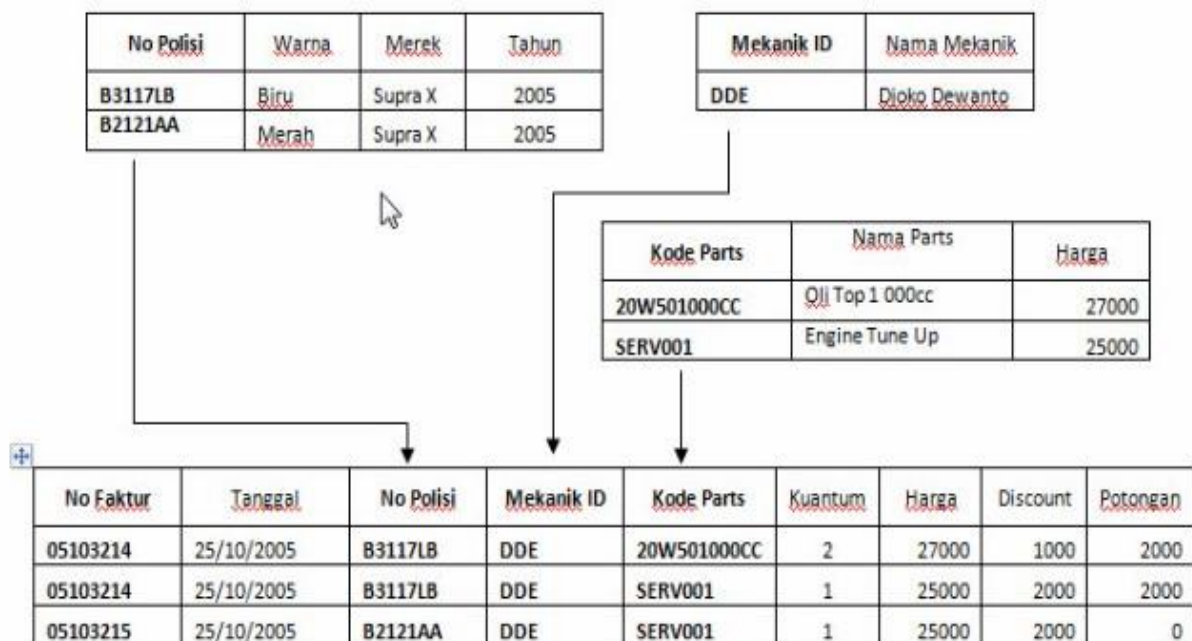 No Polisi Warna Merek Tahun
B3117LB Biru Supra X 2005
B2121AA Merah Supra X 2005
Mekanik ID Nama Mekanik
DDE Djoko Dewanto
Kode Parts Nama Parts Harga
20W501000CC Oli Top 1 000cc 27000
SERV001 Engine Tune Up 25000
No Faktur Tanggal No Polisi Mekanik ID Kode Parts Kuantum Harga Discount Potongan
05103214 25/10/2005 B3117LB DDE 20W501000CC 2 27000 1000 2000
05103214 25/10/2005 B3117LB DDE SERV001 1 25000 2000 2000
05103215 25/10/2005 B2121AA DDE SERV001 1 25000 2000 0